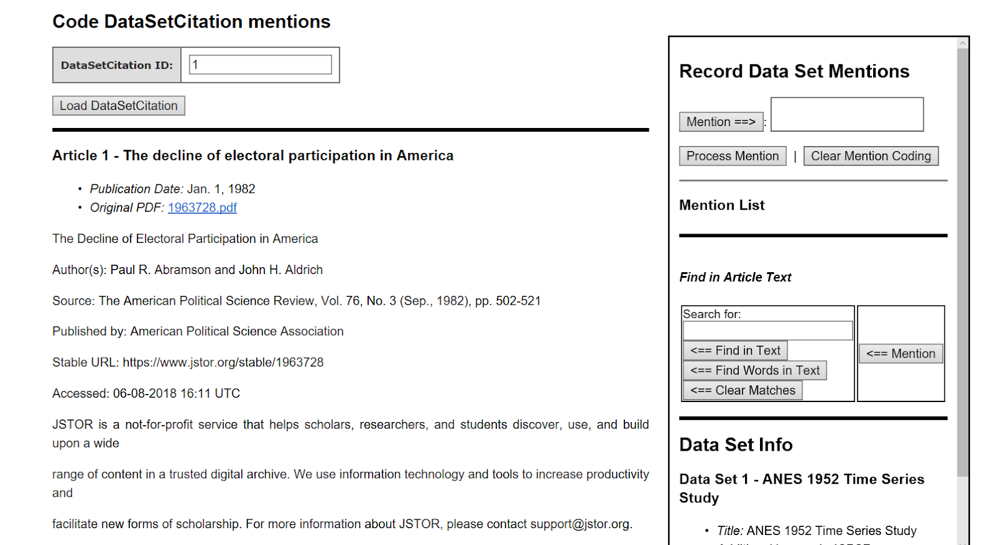 Code DataSetCitation mentions
DataSetCitation ID: 1
Load DataSetCitation
Article 1 - The decline of electoral participation in America
• Publication Date: Jan. 1, 1982
• Original PDF: 1963728.pdf
The Decline of Electoral Participation in America
Author(s): Paul R. Abramson and John H. Aldrich
Source: The American Political Science Review, Vol. 76, No. 3 (Sep., 1982), pp. 502-521
Published by: American Political Science Association
Stable URL: https://www.jstor.org/stable/1963728
Accessed: 06-08-2018 16:11 UTC
JSTOR is a not-for-profit service that helps scholars, researchers, and students discover, use, and build
upon a wide
range of content in a trusted digital archive. We use information technology and tools to increase productivity
and
facilitate new forms of scholarship. For more information about JSTOR, please contact support@jstor.org.
Record Data Set Mentions
Mention ==> :
Process Mention | Clear Mention Coding
Mention List
Find in Article Text
Search for:
<== Find in Text
<== Find Words in Text
<== Clear Matches
<== Mention
Data Set Info
Data Set 1 - ANES 1952 Time Series
Study
• Title: ANES 1952 Time Series Study